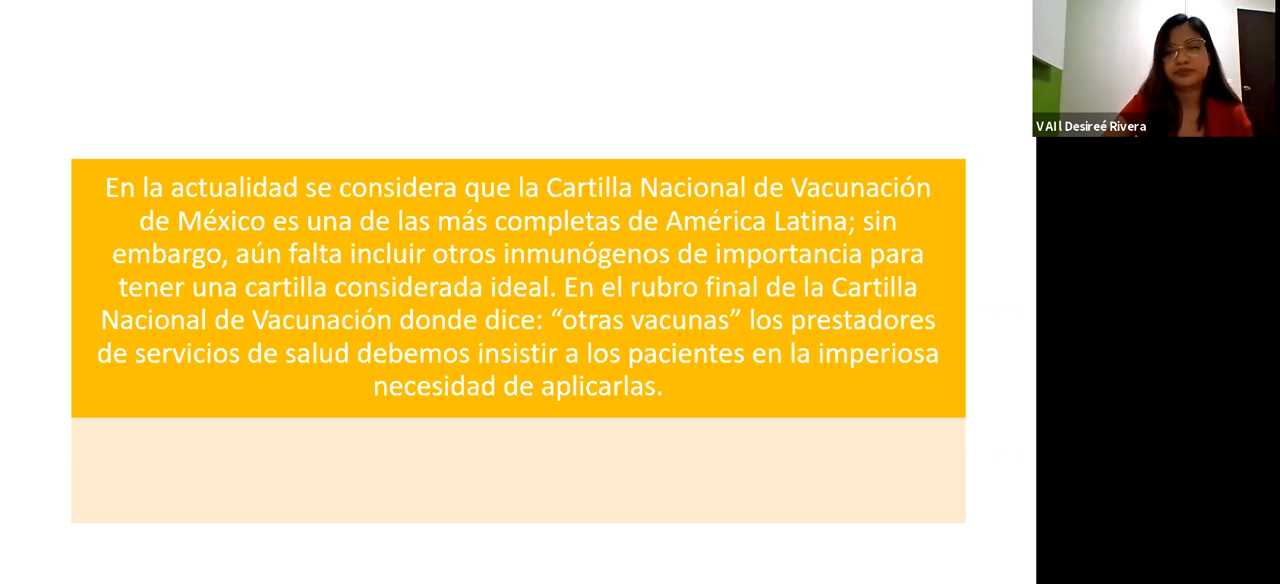 En la actualidad se considera que la Cartilla Nacional de Vacunación
de México es una de las más completas de América Latina; sin
embargo, aún falta incluir otros inmunógenos de importancia para
tener una cartilla considerada ideal. En el rubro final de la Cartilla
Nacional de Vacunación donde dice: “otras vacunas” los prestadores
de servicios de salud debemos insistir a los pacientes en la imperiosa
necesidad de aplicarlas.
Desireé Rivera